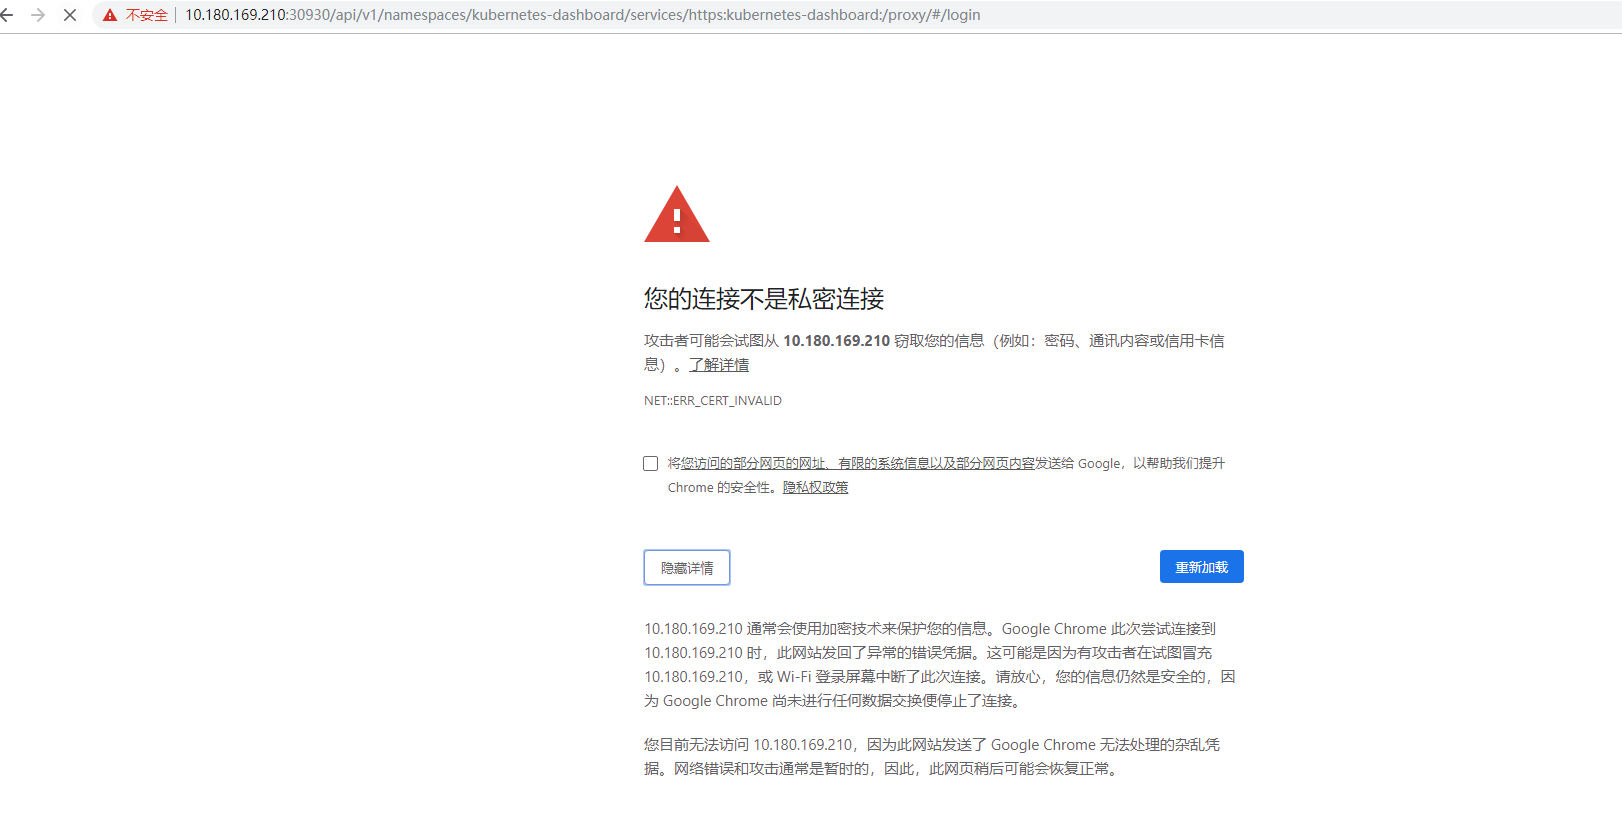 不安全 10.180.169.210:30930/api/v1/namespaces/kubernetes-dashboard/services/https:kubernetes-dashboard:/proxy/#/login
您的连接不是私密连接
攻击者可能会试图从 10.180.169.210 窃取您的信息（例如：密码、通讯内容或信用卡信
息）。了解详情
NET::ERR_CERT_INVALID
将您访问的部分网页的网址、有限的系统信息以及部分网页内容发送给 Google，以帮助我们提升
Chrome 的安全性。隐私权政策
隐藏详情
重新加载
10.180.169.210 通常会使用加密技术来保护您的信息。Google Chrome 此次尝试连接到
10.180.169.210 时，此网站发回了异常的错误凭据。这可能是因为有攻击者在试图冒充
10.180.169.210，或 Wi-Fi 登录屏幕中断了此次连接。请放心，您的信息仍然是安全的，因
为 Google Chrome 尚未进行任何数据交换便停止了连接。
您目前无法访问 10.180.169.210，因为此网站发送了 Google Chrome 无法处理的杂乱凭
据。网络错误和攻击通常是暂时的，因此，此网页稍后可能会恢复正常。